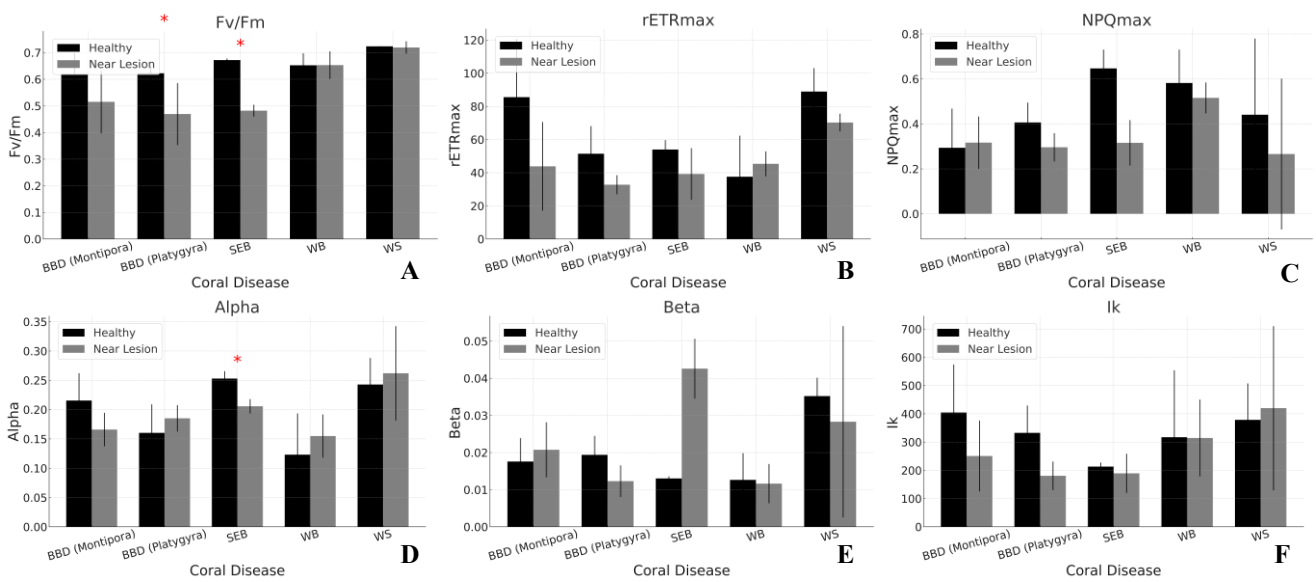 Fv/Fm
*
*
Healthy
Near Lesion
Fv/Fm
0.7
0.6
0.5
0.4
0.3
0.2
0.1
0.0
BBD (Montipora)
BBD (Platygyra)
SEB
WB
WS
Coral Disease
A
rETRmax
Healthy
Near Lesion
rETRmax
120
100
80
60
40
20
0
BBD (Montipora)
BBD (Platygyra)
SEB
WB
WS
Coral Disease
B
NPQmax
Healthy
Near Lesion
NPQmax
0.8
0.6
0.4
0.2
0.0
BBD (Montipora)
BBD (Platygyra)
SEB
WB
WS
Coral Disease
C
Alpha
Healthy
Near Lesion
*
Alpha
0.35
0.30
0.25
0.20
0.15
0.10
0.05
0.00
BBD (Montipora)
BBD (Platygyra)
SEB
WB
WS
Coral Disease
D
Beta
Healthy
Near Lesion
Beta
0.05
0.04
0.03
0.02
0.01
0.00
BBD (Montipora)
BBD (Platygyra)
SEB
WB
WS
Coral Disease
E
Ik
Healthy
Near Lesion
Ik
700
600
500
400
300
200
100
0
BBD (Montipora)
BBD (Platygyra)
SEB
WB
WS
Coral Disease
F